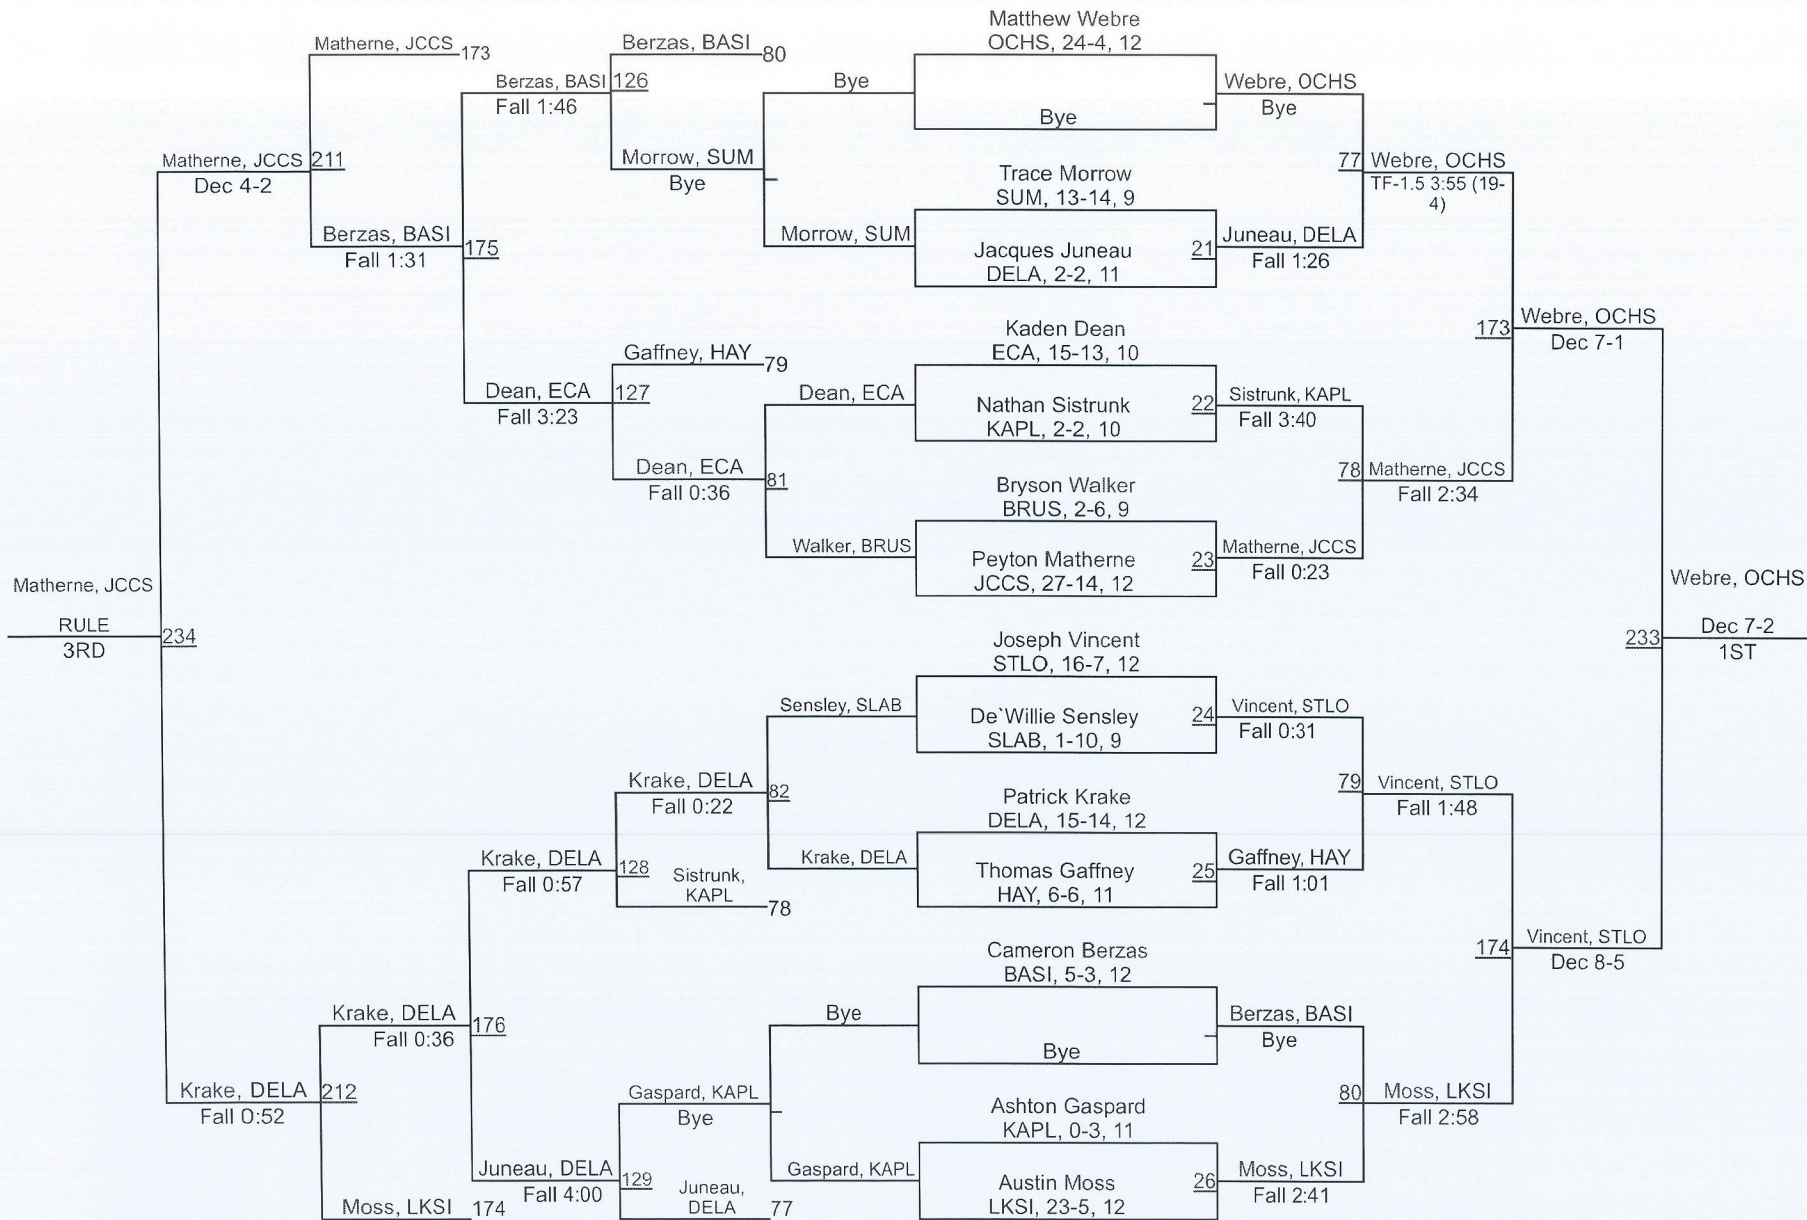 Matthew Webre
OCHS, 24-4, 12
Bye
Trace Morrow
SUM, 13-14, 9
Jacques Juneau
DELA, 2-2, 11
21
Kaden Dean
ECA, 15-13, 10
Nathan Sistrunk
KAPL, 2-2, 10
22
Bryson Walker
BRUS, 2-6, 9
Peyton Matherne
JCCS, 27-14, 12
23
Joseph Vincent
STLO, 16-7, 12
De`Willie Sensley
SLAB, 1-10, 9
24
Patrick Krake
DELA, 15-14, 12
Thomas Gaffney
HAY, 6-6, 11
25
Cameron Berzas
BASI, 5-3, 12
Bye
Ashton Gaspard
KAPL, 0-3, 11
Austin Moss
LKSI, 23-5, 12
26
Webre, OCHS
Bye
Juneau, DELA
Fall 1:26
Sistrunk, KAPL
Fall 3:40
Matherne, JCCS
Fall 0:23
Vincent, STLO
Fall 0:31
Gaffney, HAY
Fall 1:01
Berzas, BASI
Bye
Moss, LKSI
Fall 2:41
77
Webre, OCHS
TF-1.5 3:55 (19-
4)
78
Matherne, JCCS
Fall 2:34
79
Vincent, STLO
Fall 1:48
80
Moss, LKSI
Fall 2:58
173
Webre, OCHS
Dec 7-1
174
Vincent, STLO
Dec 8-5
Webre, OCHS
233
Dec 7-2
1ST
Bye
Morrow, SUM
Dean, ECA
Walker, BRUS
Sensley, SLAB
Krake, DELA
Bye
Gaspard, KAPL
Berzas, BASI
80
Morrow, SUM
Bye
Gaffney, HAY
79
Dean, ECA
Fall 0:36
81
Krake, DELA
Fall 0:22
82
Sistrunk,
KAPL
78
Gaspard, KAPL
Bye
Juneau,
DELA
77
Berzas, BASI
Fall 1:46
126
Dean, ECA
Fall 3:23
127
Krake, DELA
Fall 0:57
128
Juneau, DELA
Fall 4:00
129
Matherne, JCCS
173
Berzas, BASI
Fall 1:31
175
Krake, DELA
Fall 0:36
176
Moss, LKSI
174
Matherne, JCCS
Dec 4-2
211
Krake, DELA
Fall 0:52
212
Matherne, JCCS
RULE
3RD
234